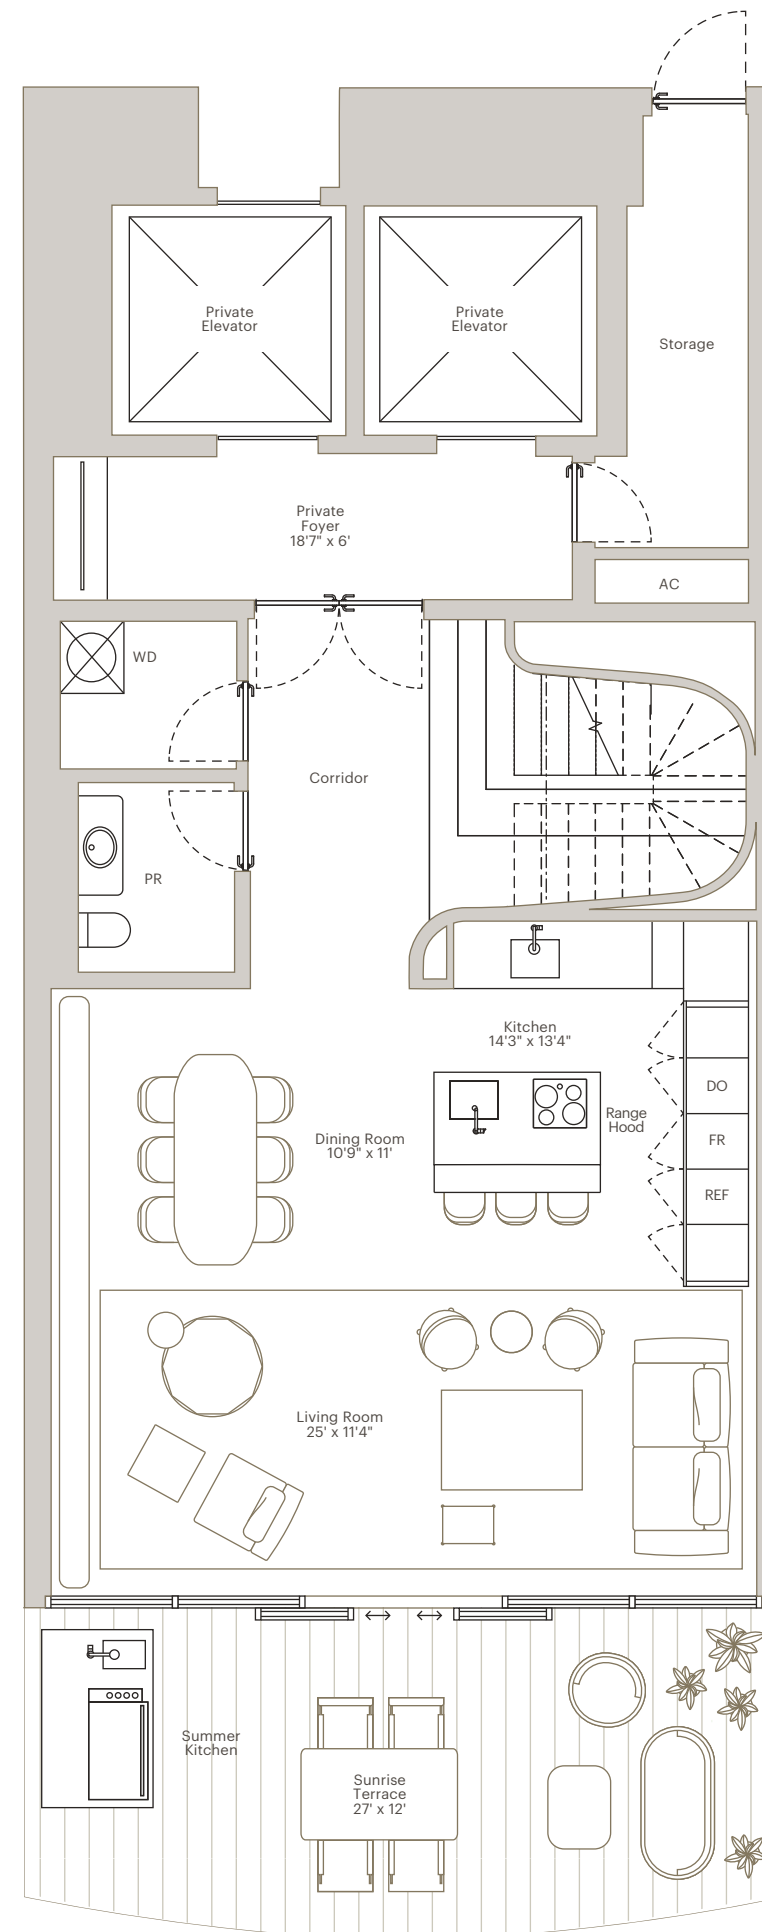 Private
Elevator
Private
Elevator
Storage
Private
Foyer
18'7" x 6'
AC
WD
Corridor
PR
Kitchen
14'3" x 13'4"
DO
Range
Hood
FR
Dining Room
10'9" x 11'
REF
Living Room
25' x 11'4"
Summer
Kitchen
Sunrise
Terrace
27' x 12'